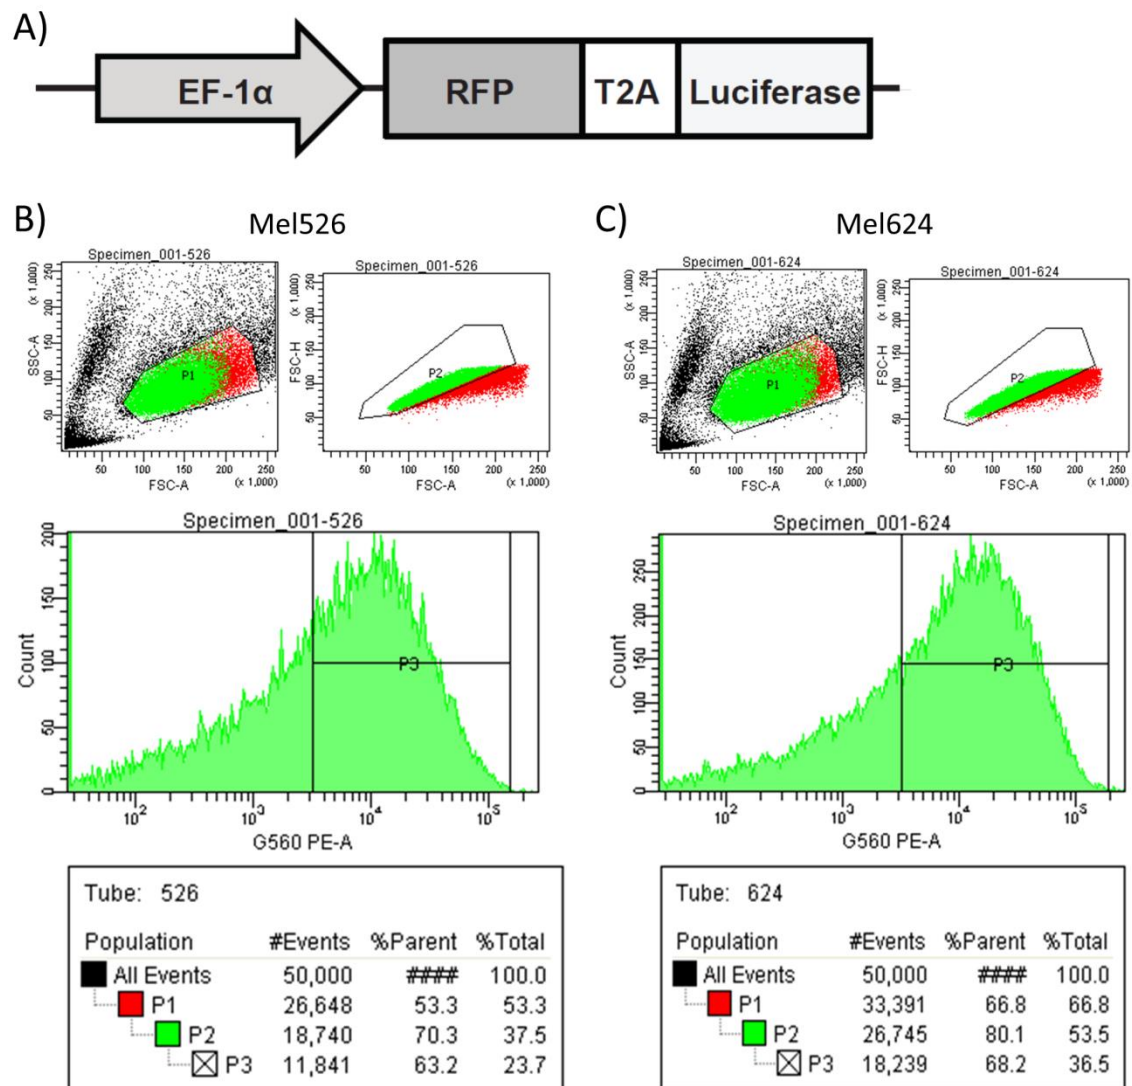 A)
EF-1α RFP T2A Luciferase
B) Mel526
Specimen_001-526
SSC-A
(x 1,000)
50 100 150 200 250
P1
50 100 150 200 250
FSC-A (x 1,000)
Specimen_001-526
FSC-H
(x 1,000)
50 100 150 200 250
P2
50 100 150 200 250
FSC-A (x 1,000)
C) Mel624
Specimen_001-624
SSC-A
(x 1,000)
50 100 150 200 250
P1
50 100 150 200 250
FSC-A (x 1,000)
Specimen_001-624
FSC-H
(x 1,000)
50 100 150 200 250
P2
50 100 150 200 250
FSC-A (x 1,000)
Specimen_001-526
Count
0 50 100 150 200
P3
10² 10³ 10⁴ 10⁵
G560 PE-A
Specimen_001-624
Count
0 50 100 150 200 250
P3
10² 10³ 10⁴ 10⁵
G560 PE-A
Tube: 526
Population #Events %Parent %Total
All Events 50,000 #### 100.0
P1 26,648 53.3 53.3
P2 18,740 70.3 37.5
P3 11,841 63.2 23.7
Tube: 624
Population #Events %Parent %Total
All Events 50,000 #### 100.0
P1 33,391 66.8 66.8
P2 26,745 80.1 53.5
P3 18,239 68.2 36.5